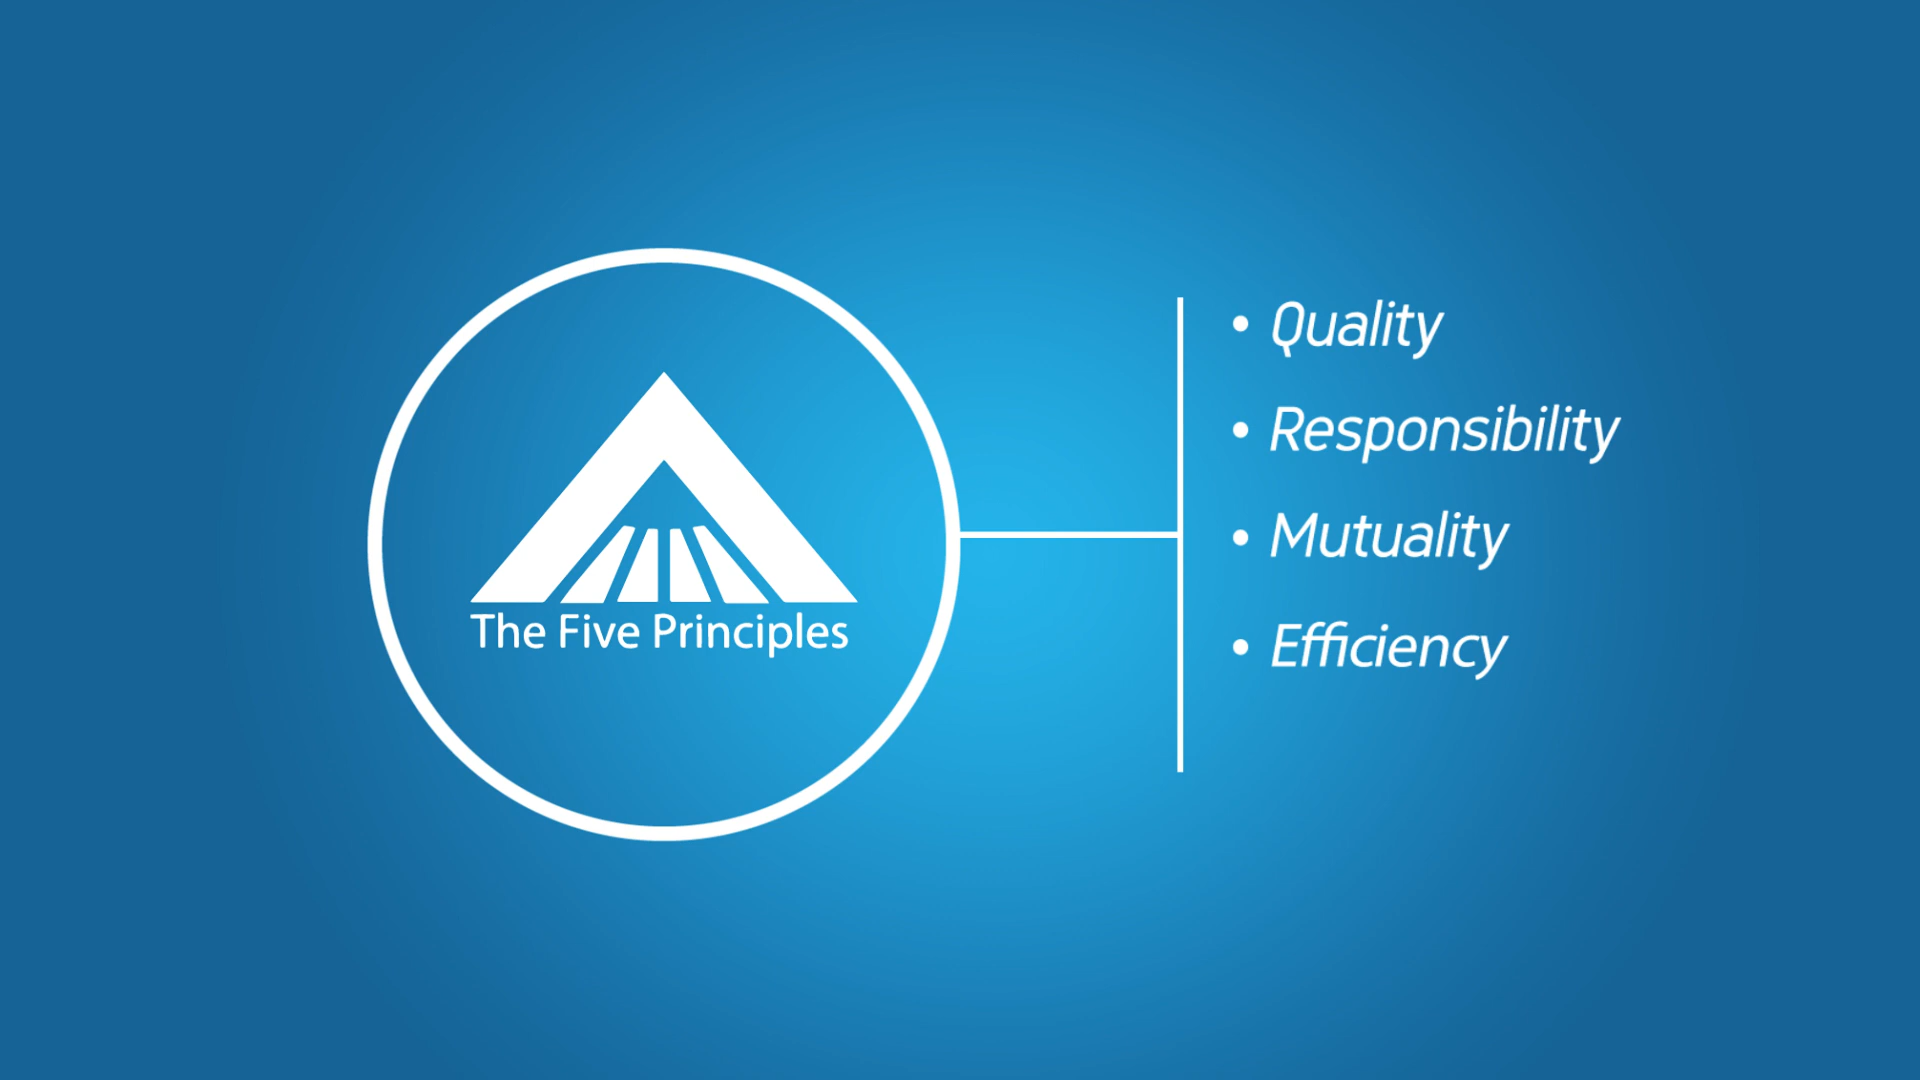 The Five Principles
• Quality
• Responsibility
• Mutuality
• Efficiency